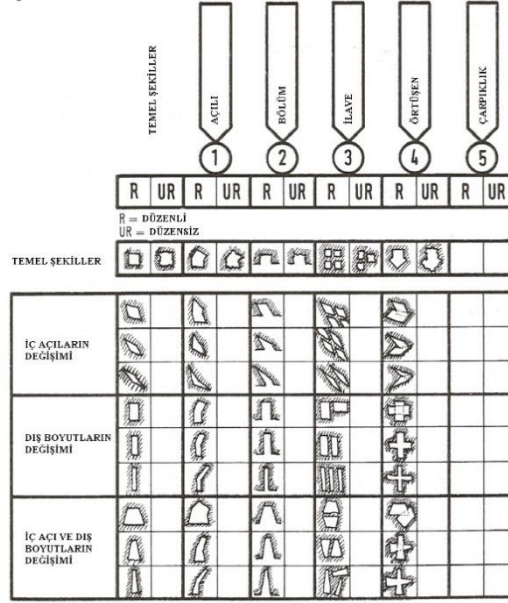 TEMEL ŞEKİLLER
AÇILI
BÖLÜM
İLAVE
ÖRTÜŞEN
ÇARPIKLIK
1 2 3 4 5
R UR R UR R UR R UR R UR R UR
R = DÜZENLİ
UR = DÜZENSİZ
TEMEL ŞEKİLLER
İÇ AÇILARIN
DEĞİŞİMİ
DIŞ BOYUTLARIN
DEĞİŞİMİ
İÇ AÇI VE DIŞ
BOYUTLARIN
DEĞİŞİMİ